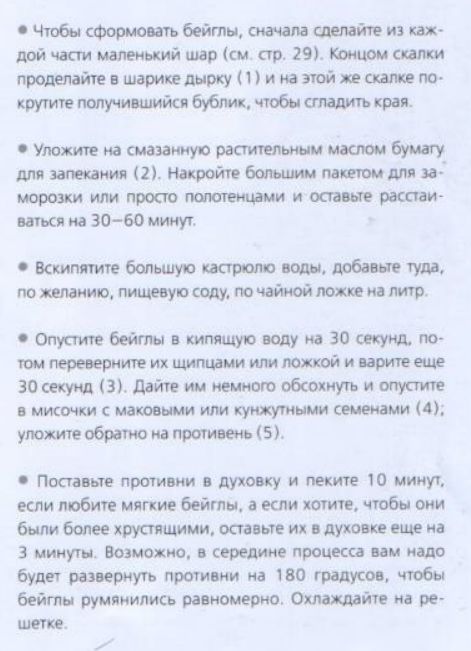 • Чтобы сформовать бейглы, сначала сделайте из каж-
дой части маленький шар (см. стр. 29). Концом скалки
проделайте в шарике дырку (1) и на этой же скалке по-
крутите получившийся бублик, чтобы сгладить края.
• Уложите на смазанную растительным маслом бумагу
для запекания (2). Накройте большим пакетом для за-
морозки или просто полотенцами и оставьте расстаи-
ваться на 30—60 минут.
• Вскипятите большую кастрюлю воды, добавьте туда,
по желанию, пищевую соду, по чайной ложке на литр.
• Опустите бейглы в кипящую воду на 30 секунд, по-
том переверните их щипцами или ложкой и варите еще
30 секунд (3). Дайте им немного обсохнуть и опустите
в мисочки с маковыми или кунжутными семенами (4);
уложите обратно на противень (5).
• Поставьте противни в духовку и пеките 10 минут,
если любите мягкие бейглы, а если хотите, чтобы они
были более хрустящими, оставьте их в духовке еще на
3 минуты. Возможно, в середине процесса вам надо
будет развернуть противни на 180 градусов, чтобы
бейглы румянились равномерно. Охлаждайте на ре-
шетке.